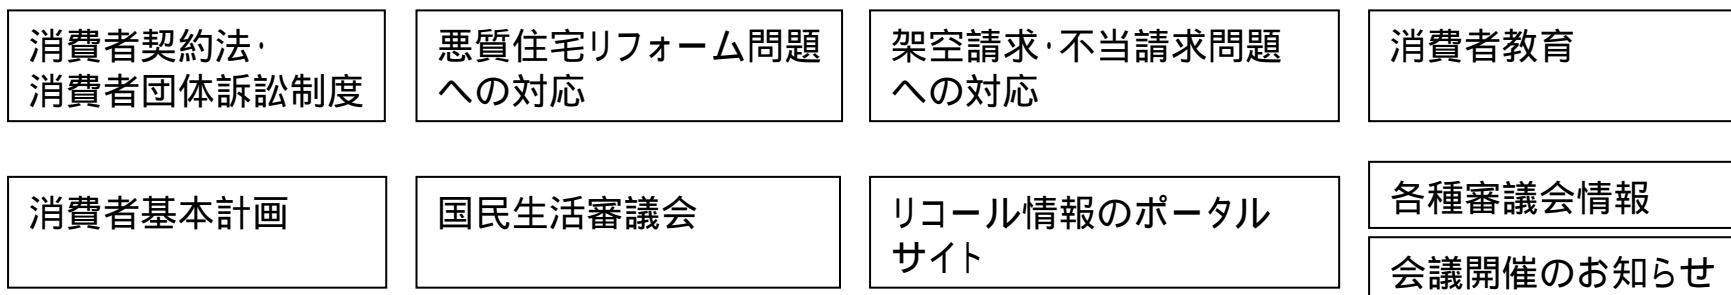 消費者契約法・
消費者団体訴訟制度
悪質住宅リフォーム問題
への対応
架空請求・不当請求問題
への対応
消費者教育
消費者基本計画
国民生活審議会
リコール情報のポータル
サイト
各種審議会情報
会議開催のお知らせ